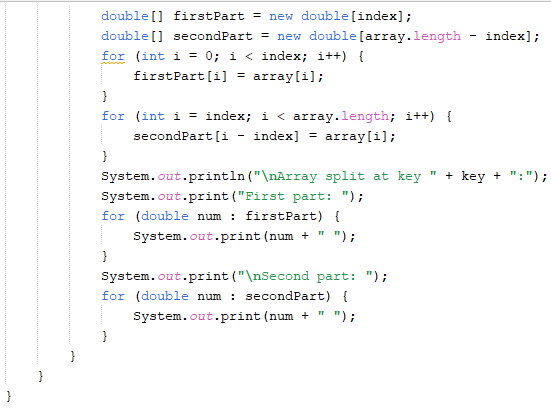 double[] firstPart = new double[index];
double[] secondPart = new double[array.length - index];
for (int i = 0; i < index; i++) {
firstPart[i] = array[i];
}
for (int i = index; i < array.length; i++) {
secondPart[i - index] = array[i];
}
System.out.println("\nArray split at key " + key + ":");
System.out.print("First part: ");
for (double num : firstPart) {
System.out.print(num + " ");
}
System.out.print("\nSecond part: ");
for (double num : secondPart) {
System.out.print(num + " ");
}
}
}
}